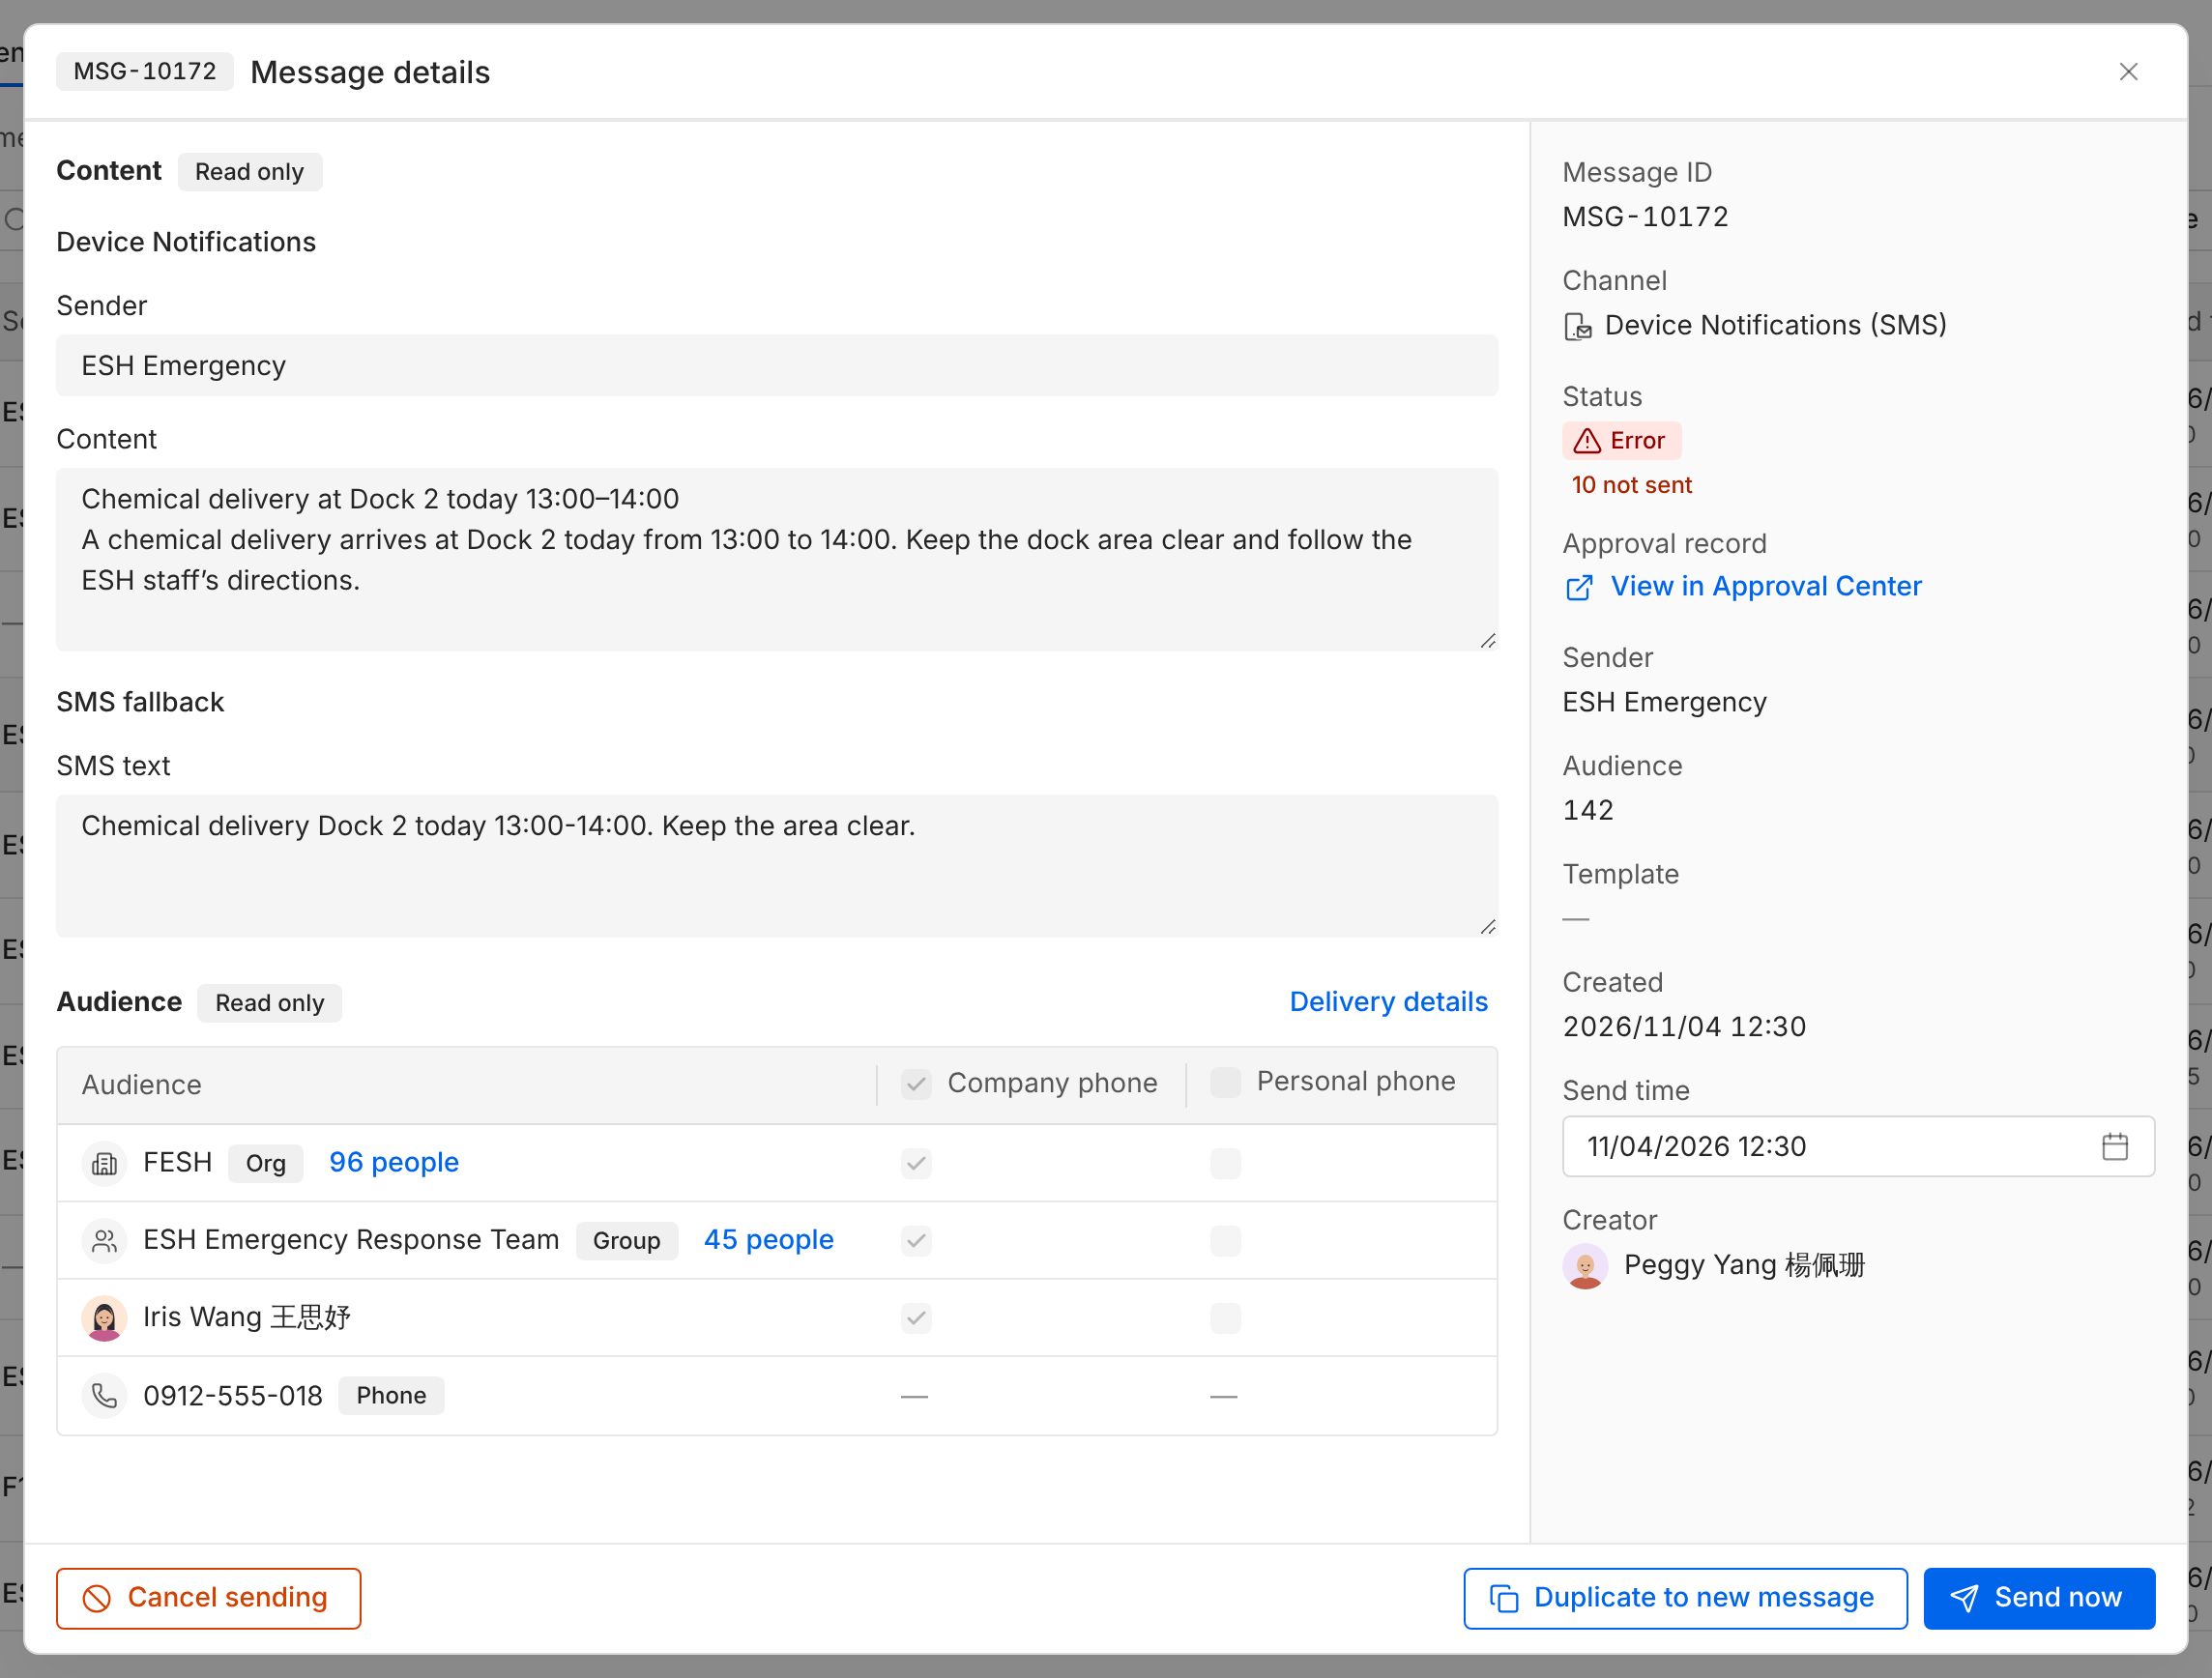 MSG-10172 Message details
Content Read only
Device Notifications
Sender
ESH Emergency
Content
Chemical delivery at Dock 2 today 13:00–14:00
A chemical delivery arrives at Dock 2 today from 13:00 to 14:00. Keep the dock area clear and follow the
ESH staff’s directions.
SMS fallback
SMS text
Chemical delivery Dock 2 today 13:00-14:00. Keep the area clear.
Audience Read only Delivery details
Audience Company phone Personal phone
FESH Org 96 people
ESH Emergency Response Team Group 45 people
Iris Wang 王思妤
0912-555-018 Phone — —
Message ID
MSG-10172
Channel
Device Notifications (SMS)
Status
Error
10 not sent
Approval record
View in Approval Center
Sender
ESH Emergency
Audience
142
Template
—
Created
2026/11/04 12:30
Send time
11/04/2026 12:30
Creator
Peggy Yang 楊佩珊
Cancel sending Duplicate to new message Send now